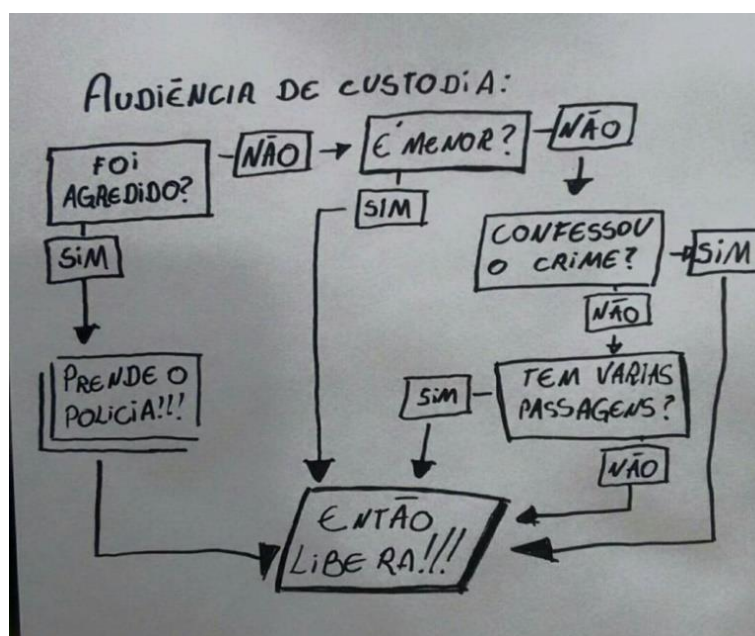 AUDIÊNCIA DE CUSTODIA:
FOI
AGREDIDO?
NÃO
É MENOR?
NÃO
SIM
SIM
CONFESSOU
O CRIME?
SIM
NÃO
PRENDE O
POLICIA!!!
TEM VARIAS
PASSAGENS?
SIM
NÃO
ENTÃO
LIBERA!!!